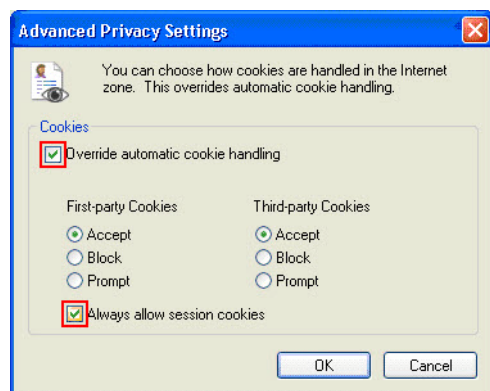 Advanced Privacy Settings
You can choose how cookies are handled in the Internet
zone. This overrides automatic cookie handling.
Cookies
Override automatic cookie handling
First-party Cookies Third-party Cookies
Accept Accept
Block Block
Prompt Prompt
Always allow session cookies
OK Cancel